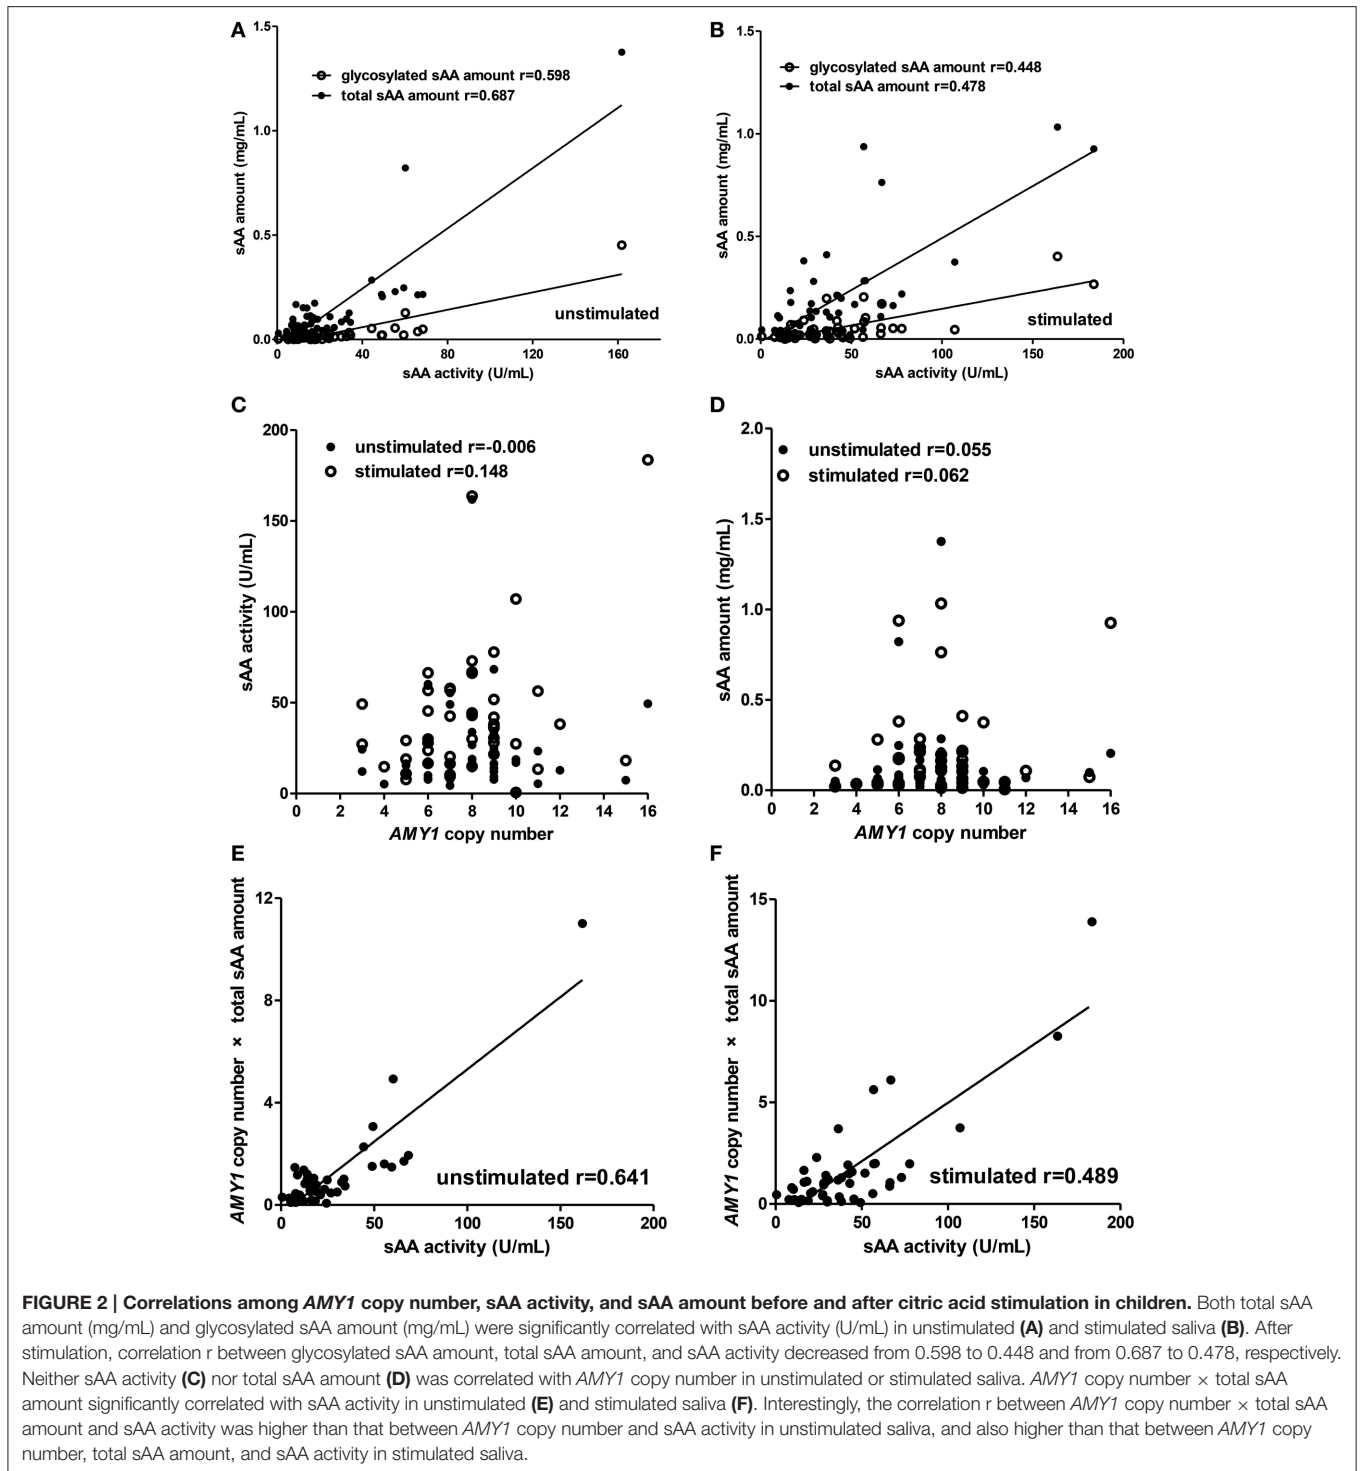 A
1.5
1.0
0.5
0.0
sAA amount (mg/mL)
glycosylated sAA amount r=0.598
total sAA amount r=0.687
unstimulated
0 40 80 120 160
sAA activity (U/mL)
B
1.5
1.0
0.5
0.0
sAA amount (mg/mL)
glycosylated sAA amount r=0.448
total sAA amount r=0.478
stimulated
0 50 100 150 200
sAA activity (U/mL)
C
200
150
100
50
0
sAA activity (U/mL)
unstimulated r=-0.006
stimulated r=0.148
0 2 4 6 8 10 12 14 16
AMY1 copy number
D
2.0
1.5
1.0
0.5
0.0
sAA amount (mg/mL)
unstimulated r=0.055
stimulated r=0.062
0 2 4 6 8 10 12 14 16
AMY1 copy number
E
12
8
4
0
AMY1 copy number × total sAA amount
unstimulated r=0.641
0 50 100 150 200
sAA activity (U/mL)
F
15
10
5
0
AMY1 copy number × total sAA amount
stimulated r=0.489
0 50 100 150 200
sAA activity (U/mL)
FIGURE 2 | Correlations among AMY1 copy number, sAA activity, and sAA amount before and after citric acid stimulation in children. Both total sAA
amount (mg/mL) and glycosylated sAA amount (mg/mL) were significantly correlated with sAA activity (U/mL) in unstimulated (A) and stimulated saliva (B). After
stimulation, correlation r between glycosylated sAA amount, total sAA amount, and sAA activity decreased from 0.598 to 0.448 and from 0.687 to 0.478, respectively.
Neither sAA activity (C) nor total sAA amount (D) was correlated with AMY1 copy number in unstimulated or stimulated saliva. AMY1 copy number × total sAA
amount significantly correlated with sAA activity in unstimulated (E) and stimulated saliva (F). Interestingly, the correlation r between AMY1 copy number × total sAA
amount and sAA activity was higher than that between AMY1 copy number and sAA activity in unstimulated saliva, and also higher than that between AMY1 copy
number, total sAA amount, and sAA activity in stimulated saliva.